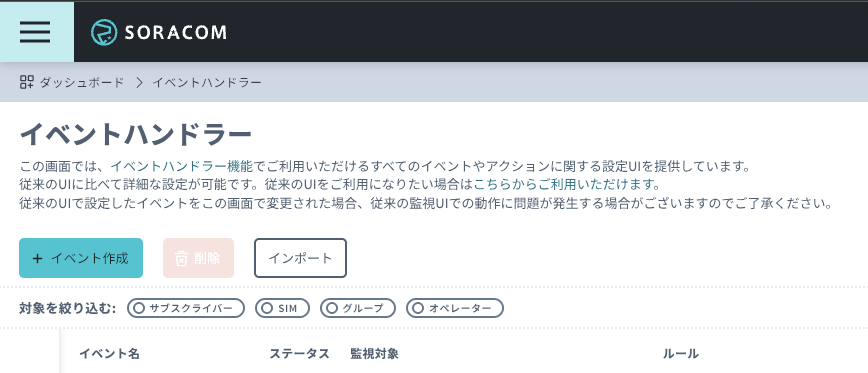 SORACOM
ダッシュボード イベントハンドラー
イベントハンドラー
この画面では、イベントハンドラー機能でご利用いただけるすべてのイベントやアクションに関する設定UIを提供しています。
従来のUIに比べて詳細な設定が可能です。従来のUIをご利用になりたい場合はこちらからご利用いただけます。
従来のUIで設定したイベントをこの画面で変更された場合、従来の監視UIでの動作に問題が発生する場合がございますのでご了承ください。
+ イベント作成 削除 インポート
対象を絞り込む: サブスクライバー SIM グループ オペレーター
イベント名 ステータス 監視対象 ルール